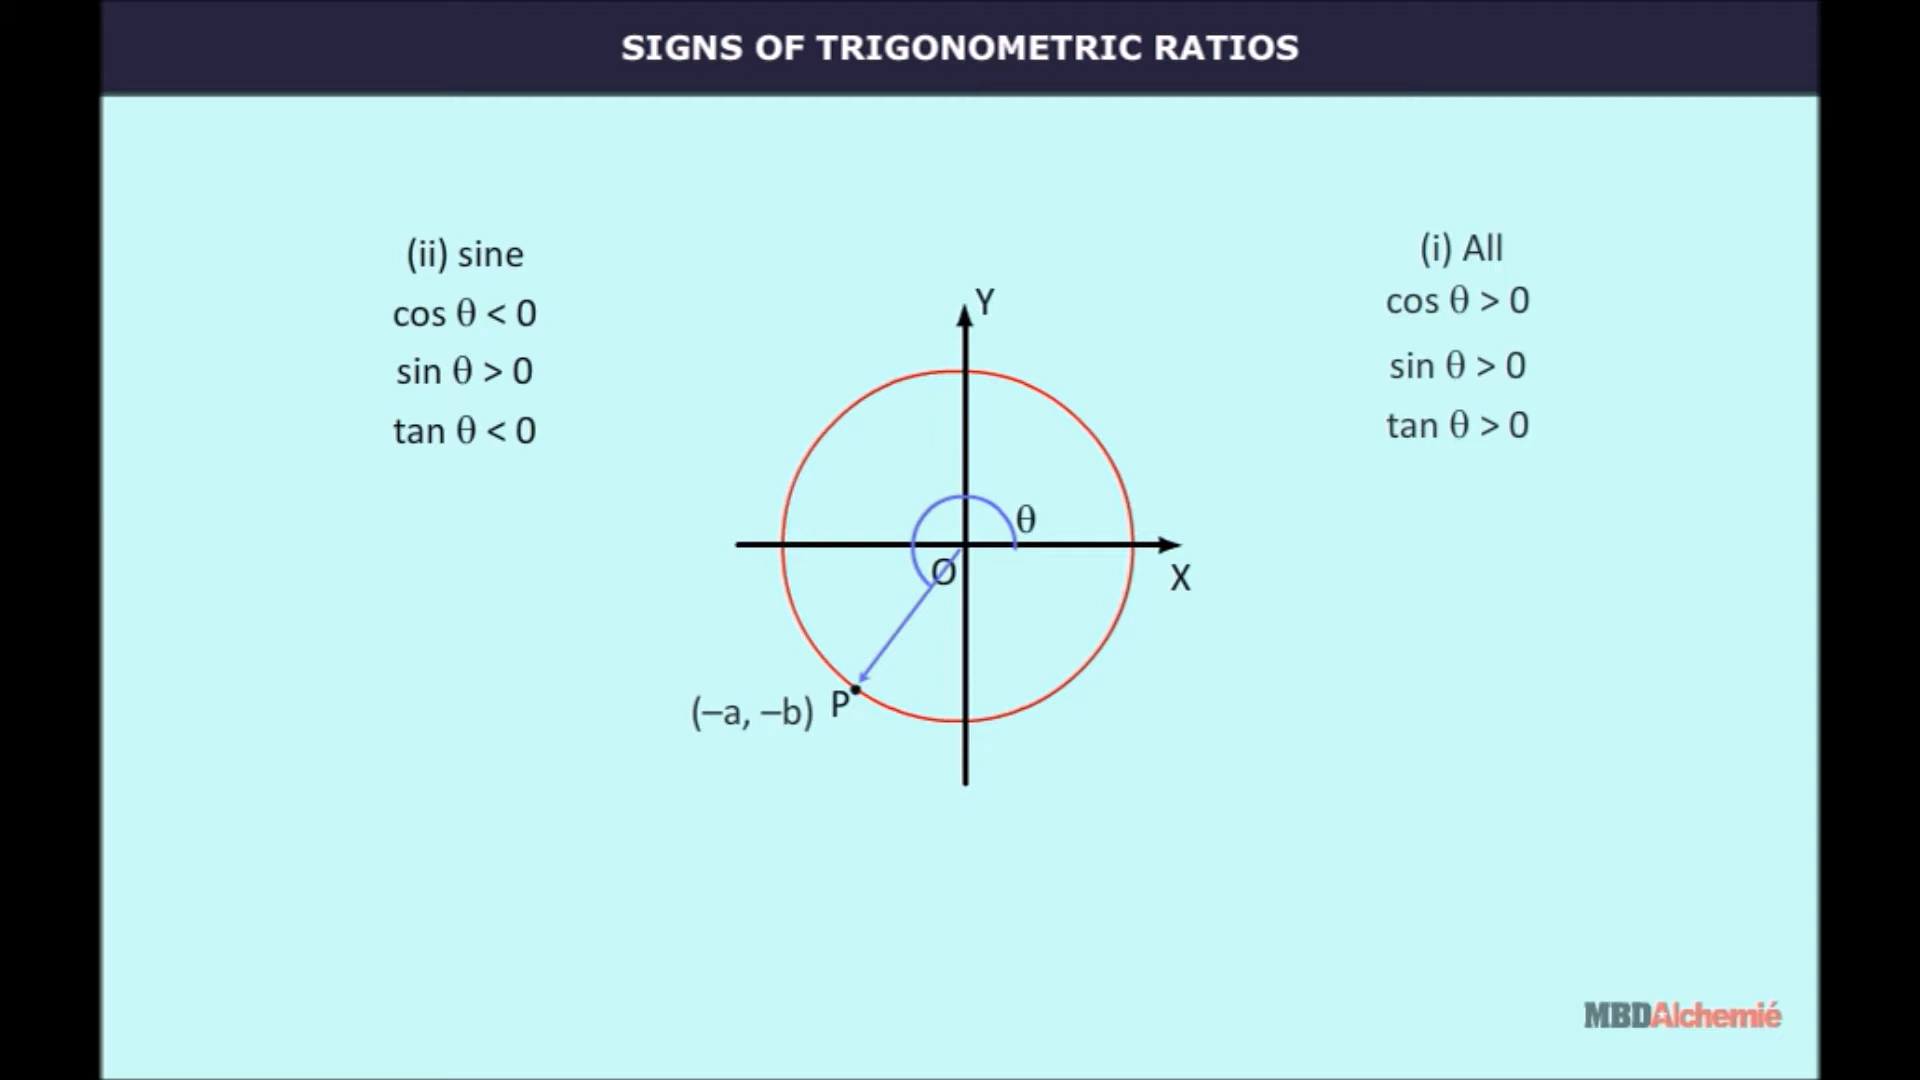 SIGNS OF TRIGONOMETRIC RATIOS
(ii) sine
cos θ < 0
sin θ > 0
tan θ < 0
(i) All
cos θ > 0
sin θ > 0
tan θ > 0
Y
θ
O
X
(–a, –b) P
MBDAlchemié